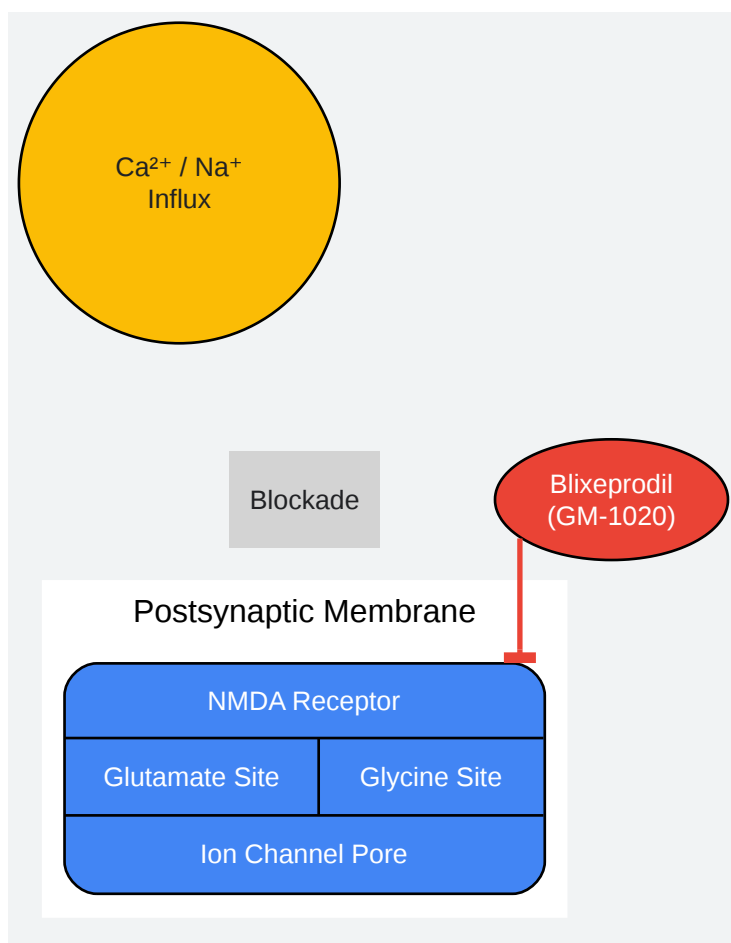 Ca²⁺ / Na⁺
Influx
Blockade
Blixeprodil
(GM-1020)
Postsynaptic Membrane
NMDA Receptor
Glutamate Site
Glycine Site
Ion Channel Pore